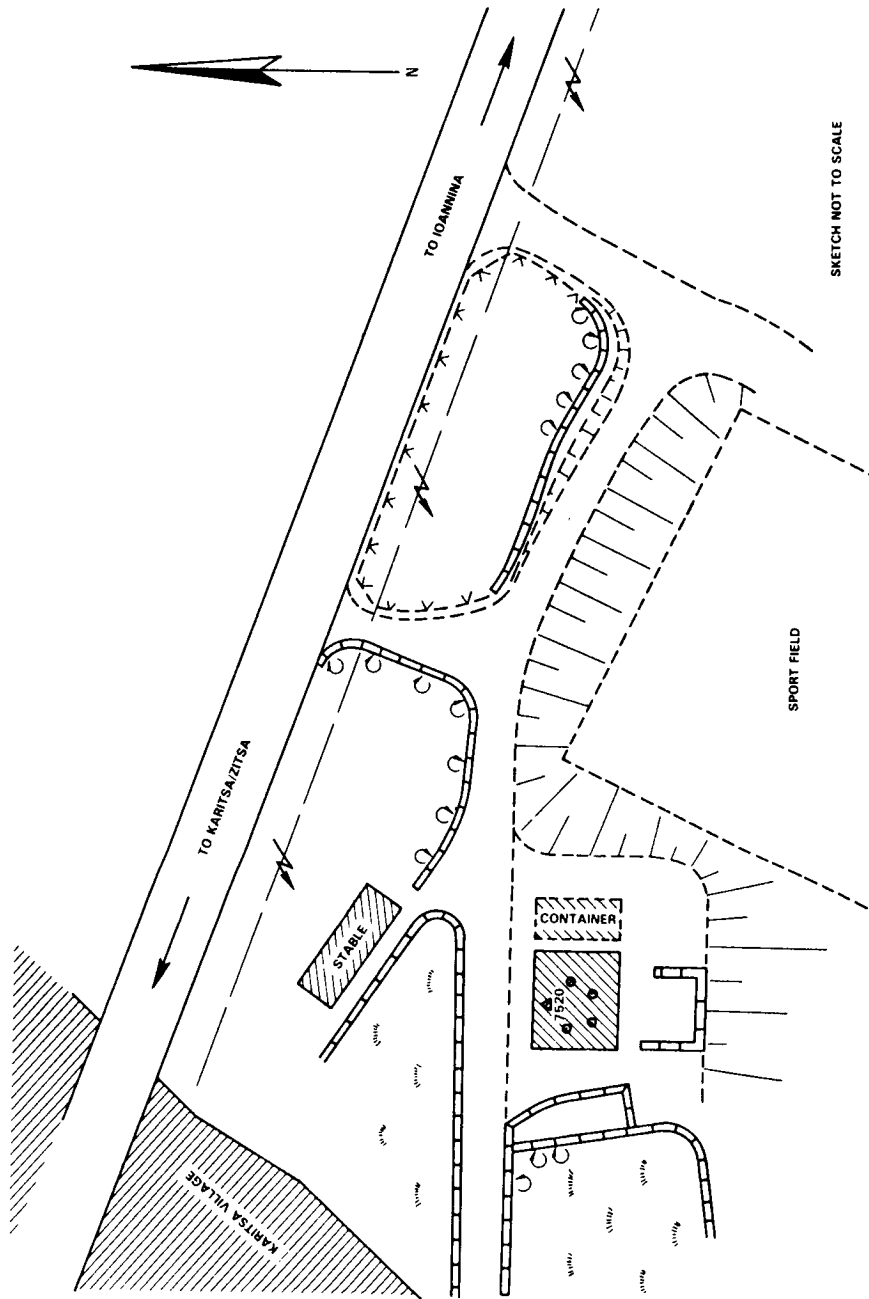 N
TO IOANNINA
SKETCH NOT TO SCALE
TO KARITSA/ZITSA
SPORT FIELD
STABLE
CONTAINER
7520
KARITSA VILLAGE